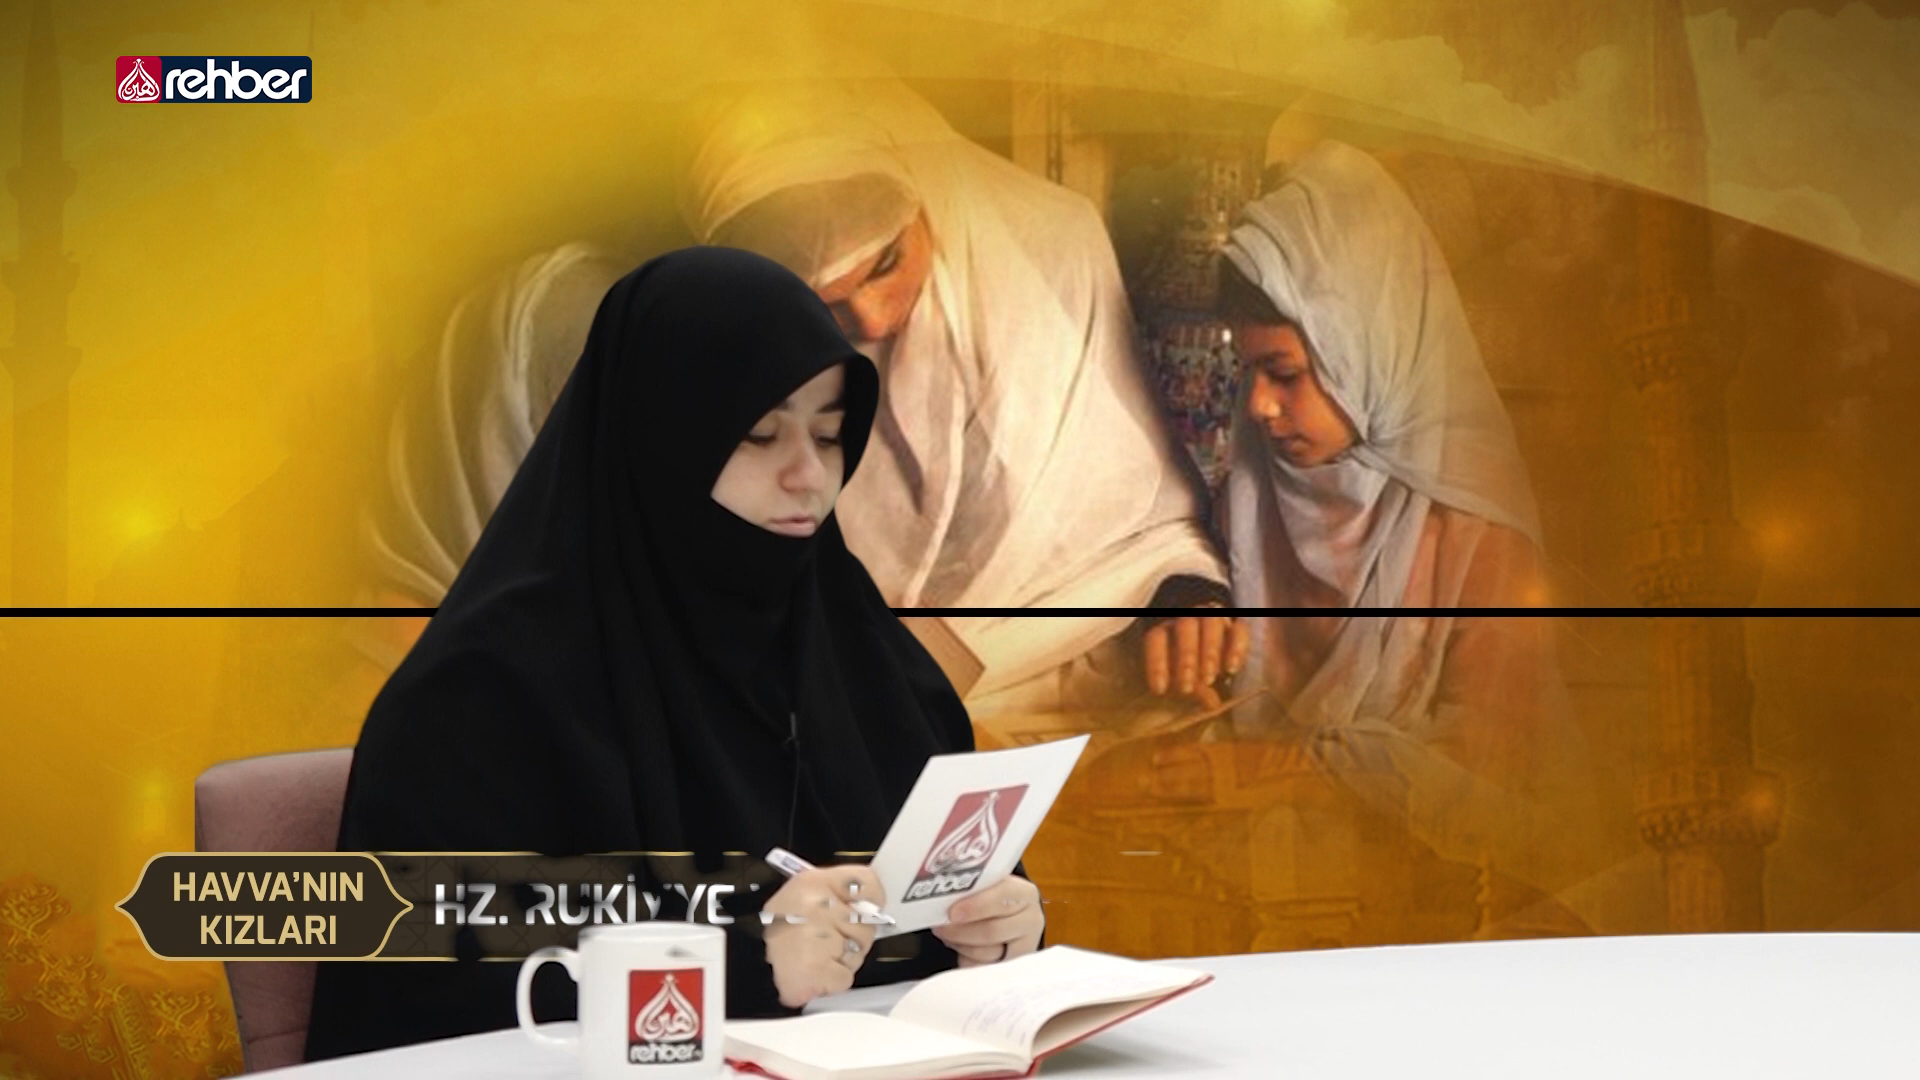 rehber
HAVVA'NIN
KIZLARI
HZ. RUKİYYE
rehber
rehber